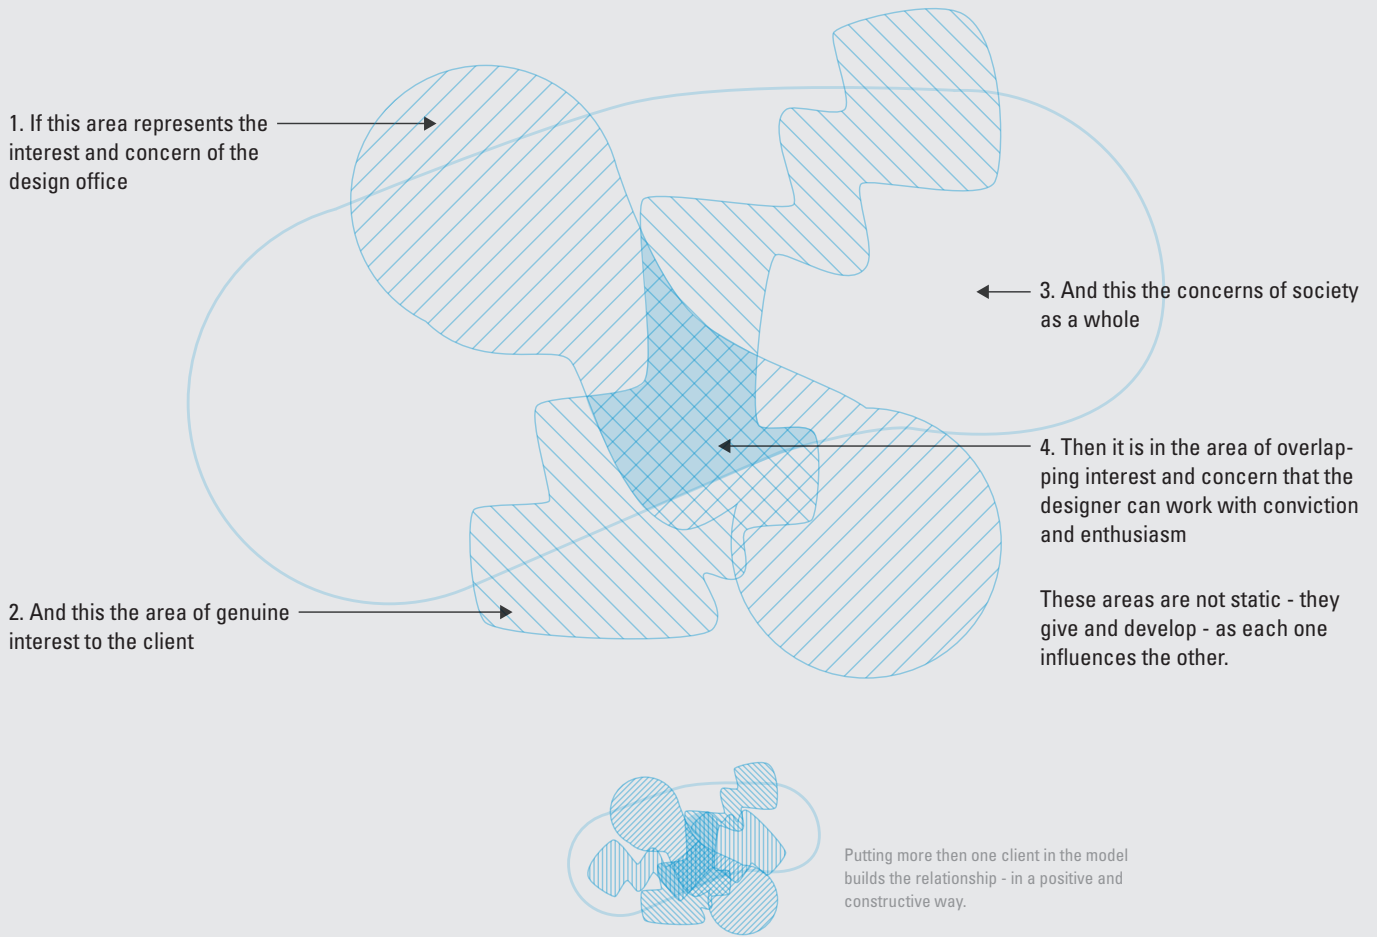 1. If this area represents the
interest and concern of the
design office
3. And this the concerns of society
as a whole
4. Then it is in the area of overlap-
ping interest and concern that the
designer can work with conviction
and enthusiasm
2. And this the area of genuine
interest to the client
These areas are not static - they
give and develop - as each one
influences the other.
Putting more then one client in the model
builds the relationship - in a positive and
constructive way.